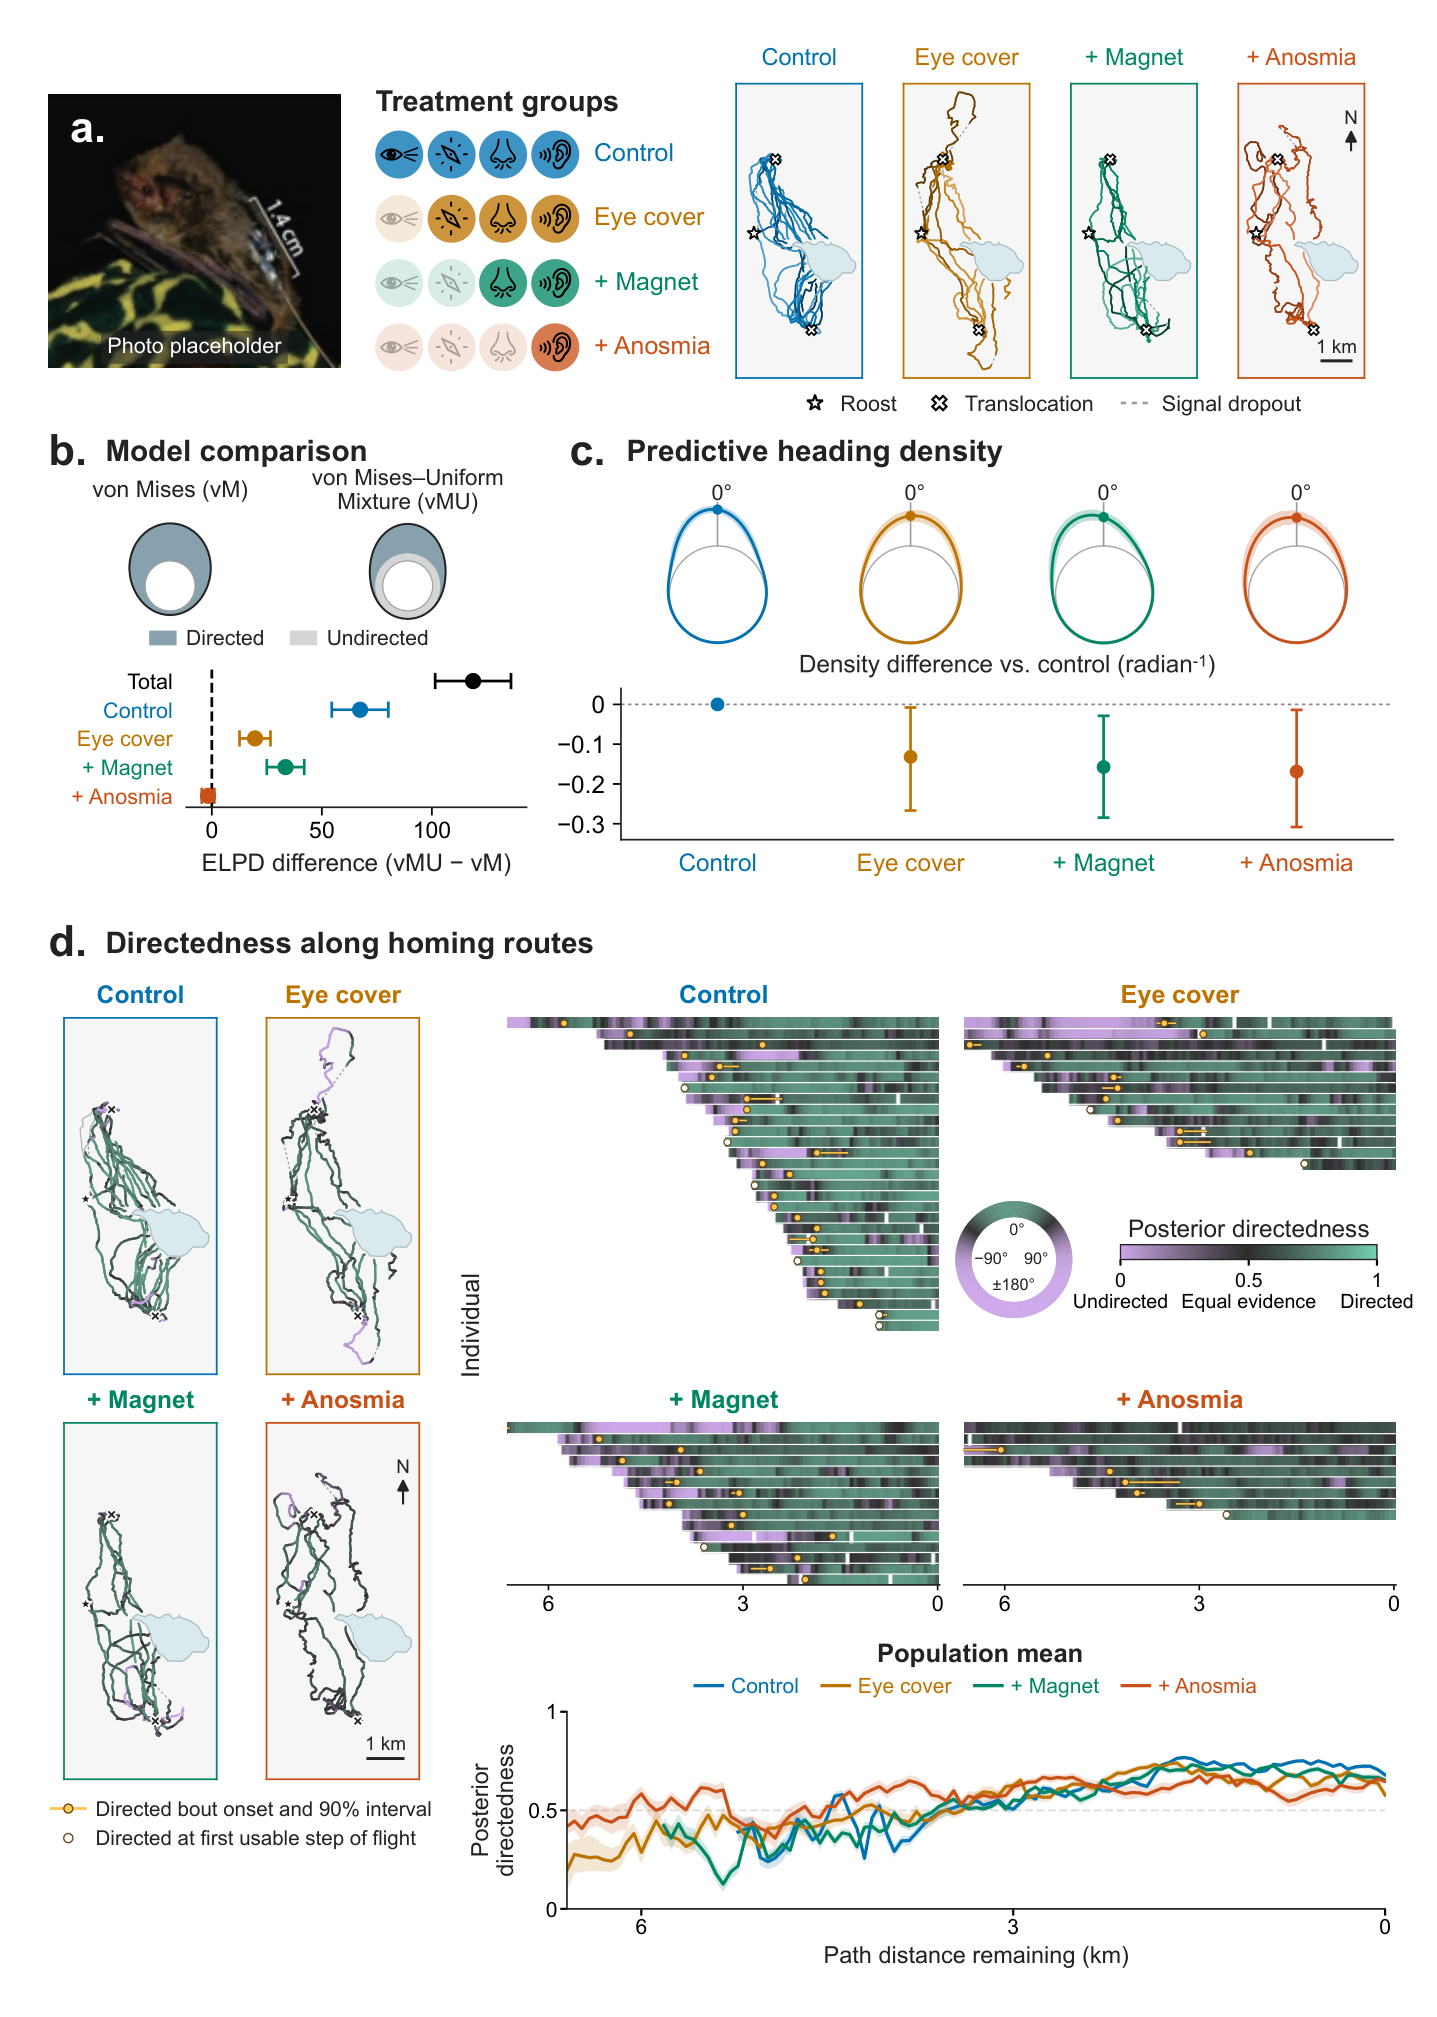 a.
1.4 cm
Photo placeholder
Treatment groups
Control
Eye cover
+ Magnet
+ Anosmia
Control
Eye cover
+ Magnet
+ Anosmia
N
1 km
Roost
Translocation
Signal dropout
b. Model comparison
von Mises (vM)
von Mises–Uniform
Mixture (vMU)
Directed
Undirected
Total
Control
Eye cover
+ Magnet
+ Anosmia
0
50
100
ELPD difference (vMU − vM)
c. Predictive heading density
0°
0°
0°
0°
Density difference vs. control (radian-1)
0
−0.1
−0.2
−0.3
Control
Eye cover
+ Magnet
+ Anosmia
d. Directedness along homing routes
Control
Eye cover
+ Magnet
+ Anosmia
N
1 km
Directed bout onset and 90% interval
Directed at first usable step of flight
Individual
Control
Eye cover
0°
−90°
90°
±180°
Posterior directedness
0
0.5
1
Undirected
Equal evidence
Directed
+ Magnet
+ Anosmia
6
3
0
6
3
0
Population mean
Control
Eye cover
+ Magnet
+ Anosmia
Posterior
directedness
1
0.5
0
6
3
0
Path distance remaining (km)